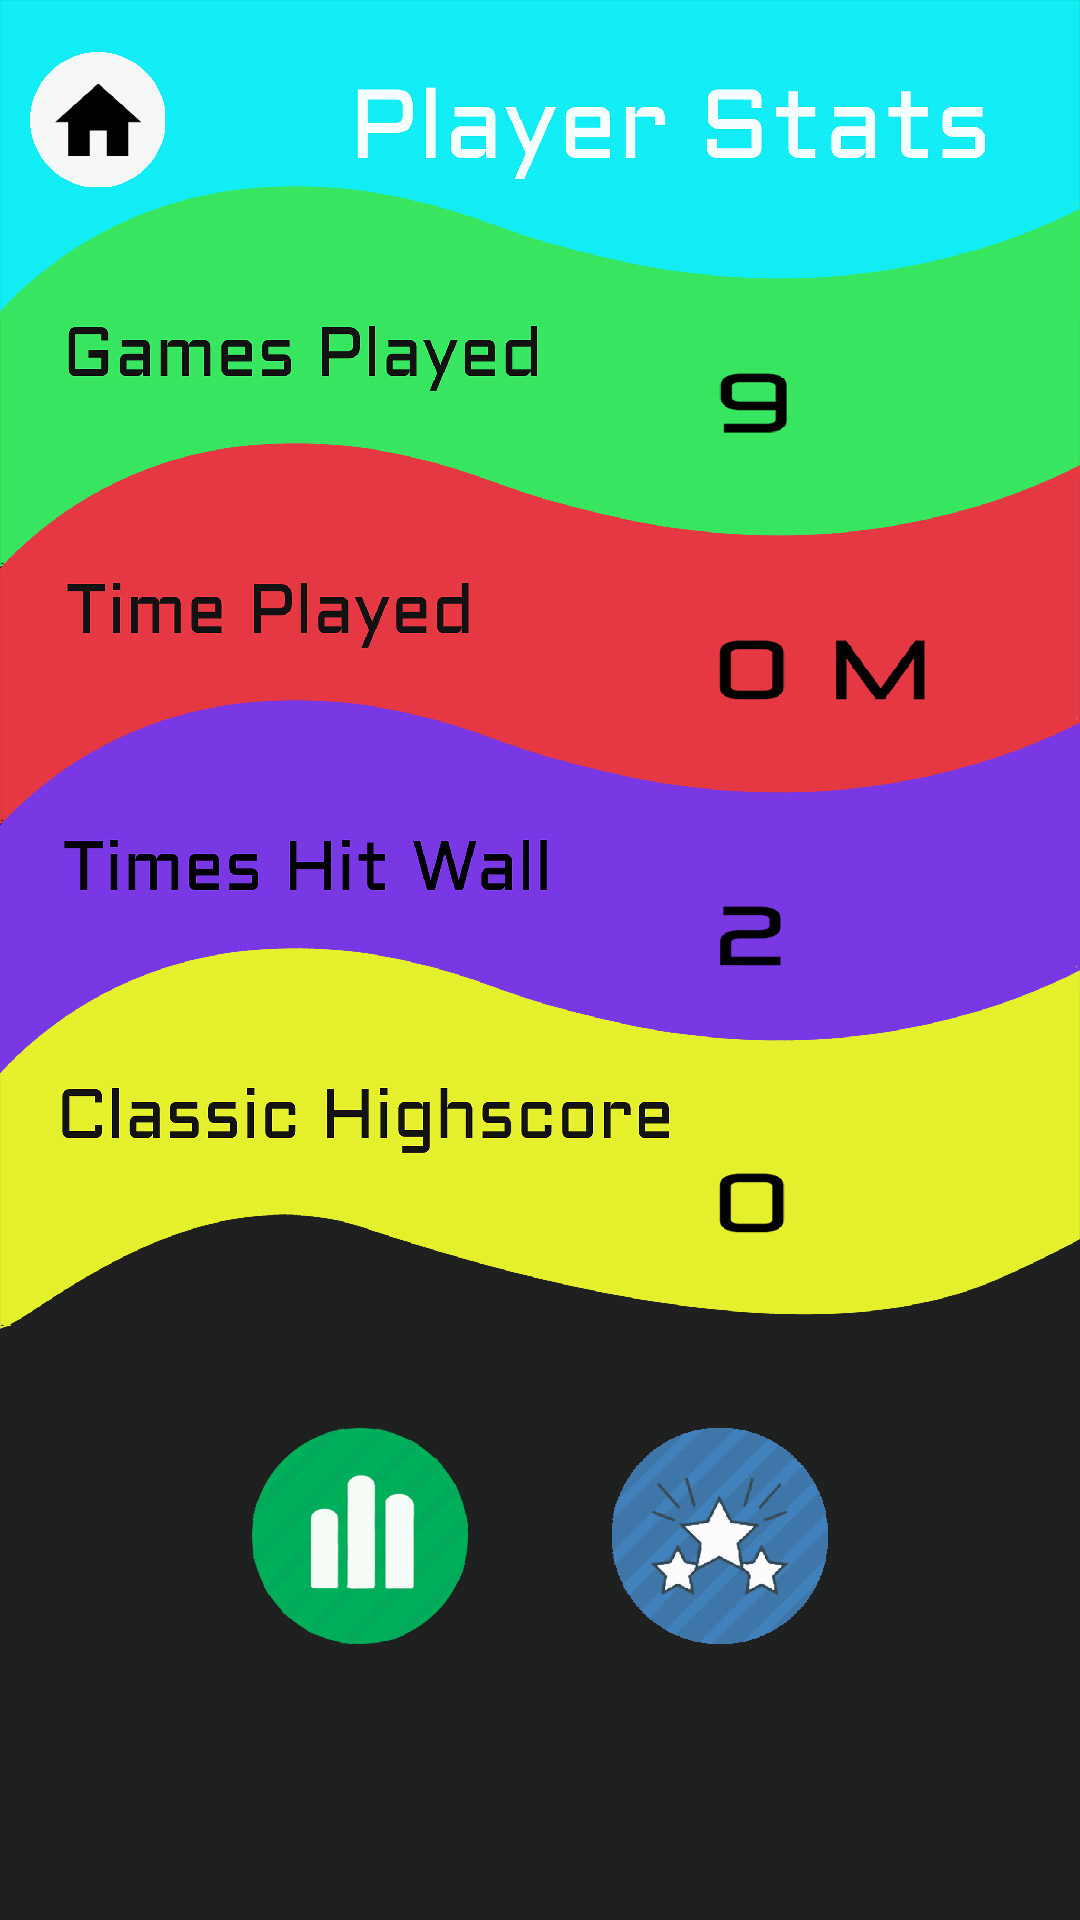 Player Stats
Games Played
9
Time Played
0 M
Times Hit Wall
2
Classic Highscore
0